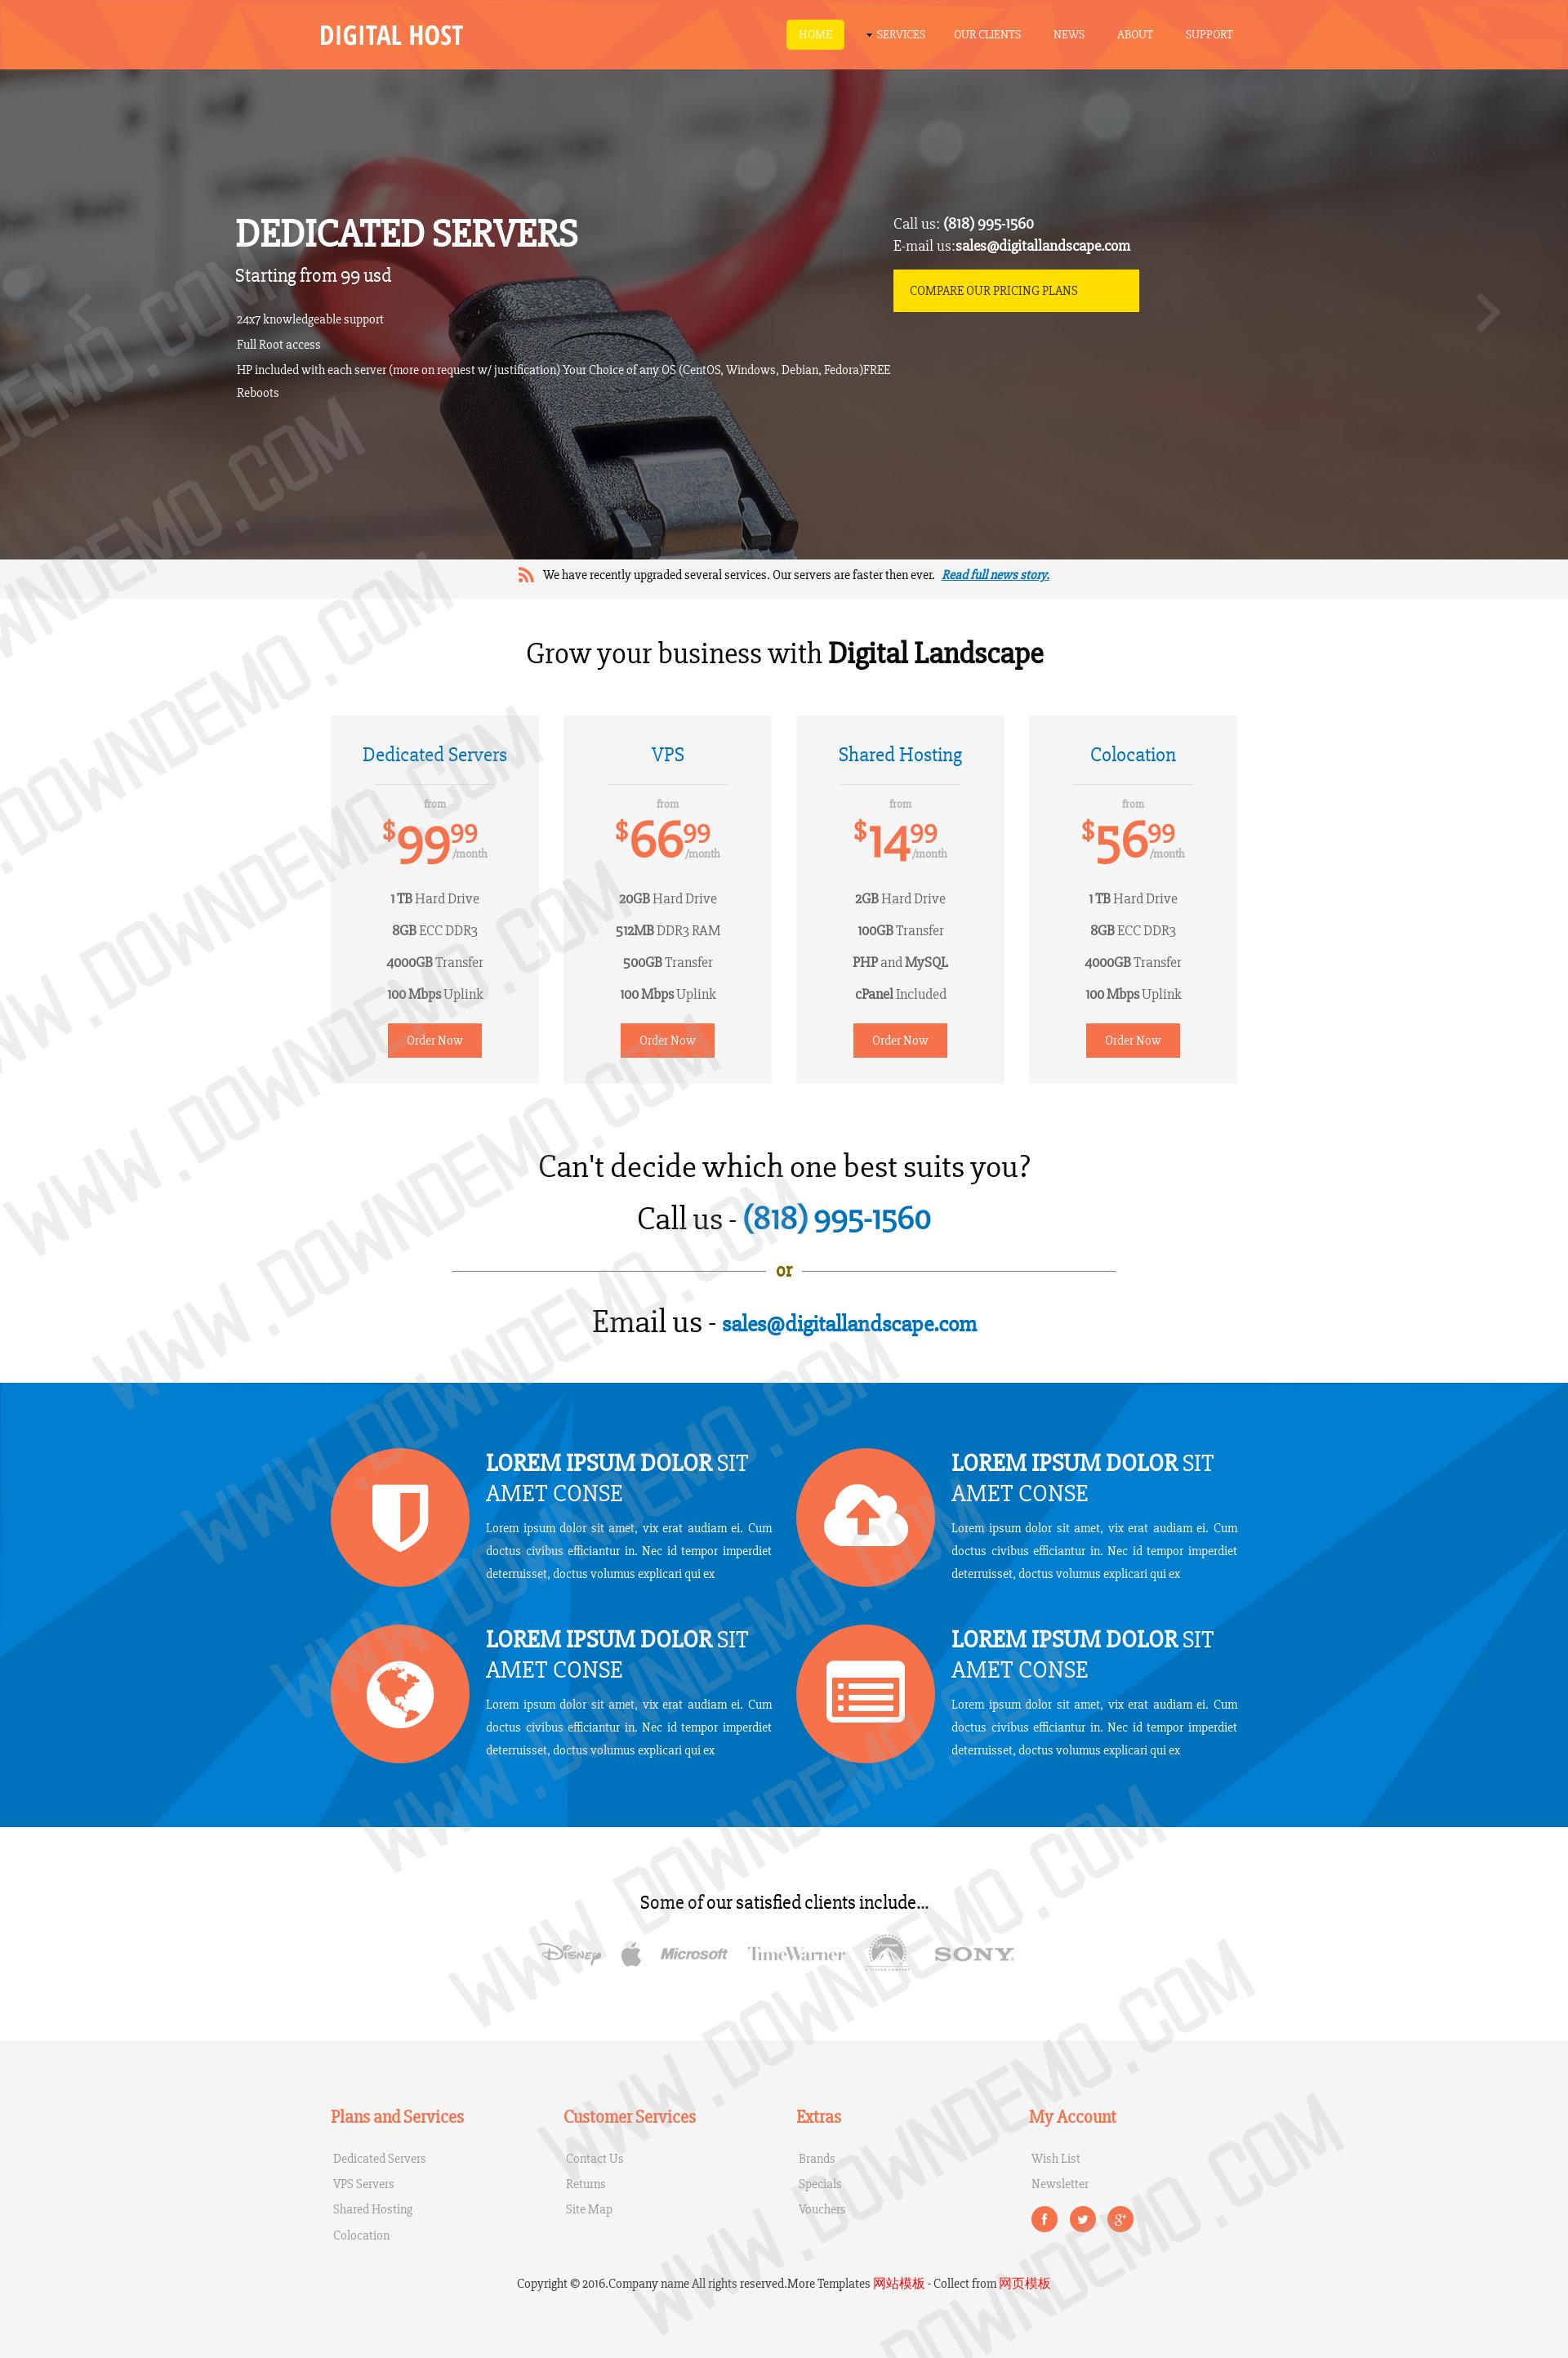 DIGITAL HOST
HOME SERVICES OUR CLIENTS NEWS ABOUT SUPPORT
DEDICATED SERVERS
Starting from 99 usd
24x7 knowledgeable support
Full Root access
HP included with each server (more on request w/ justification) Your Choice of any OS (CentOS, Windows, Debian, Fedora)FREE
Reboots
Call us: (818) 995-1560
E-mail us:sales@digitallandscape.com
COMPARE OUR PRICING PLANS
We have recently upgraded several services. Our servers are faster then ever. Read full news story.
Grow your business with Digital Landscape
Dedicated Servers
from
$99 99 /month
1 TB Hard Drive
8GB ECC DDR3
4000GB Transfer
100 Mbps Uplink
Order Now
VPS
from
$66 99 /month
20GB Hard Drive
512MB DDR3 RAM
500GB Transfer
100 Mbps Uplink
Order Now
Shared Hosting
from
$14 99 /month
2GB Hard Drive
100GB Transfer
PHP and MySQL
cPanel Included
Order Now
Colocation
from
$56 99 /month
1 TB Hard Drive
8GB ECC DDR3
4000GB Transfer
100 Mbps Uplink
Order Now
Can't decide which one best suits you?
Call us - (818) 995-1560
or
Email us - sales@digitallandscape.com
LOREM IPSUM DOLOR SIT
AMET CONSE
Lorem ipsum dolor sit amet, vix erat audiam ei. Cum
doctus civibus efficiantur in. Nec id tempor imperdiet
deterruisset, doctus volumus explicari qui ex
LOREM IPSUM DOLOR SIT
AMET CONSE
Lorem ipsum dolor sit amet, vix erat audiam ei. Cum
doctus civibus efficiantur in. Nec id tempor imperdiet
deterruisset, doctus volumus explicari qui ex
LOREM IPSUM DOLOR SIT
AMET CONSE
Lorem ipsum dolor sit amet, vix erat audiam ei. Cum
doctus civibus efficiantur in. Nec id tempor imperdiet
deterruisset, doctus volumus explicari qui ex
LOREM IPSUM DOLOR SIT
AMET CONSE
Lorem ipsum dolor sit amet, vix erat audiam ei. Cum
doctus civibus efficiantur in. Nec id tempor imperdiet
deterruisset, doctus volumus explicari qui ex
Some of our satisfied clients include...
Disney Microsoft TimeWarner SONY
Plans and Services
Dedicated Servers
VPS Servers
Shared Hosting
Colocation
Customer Services
Contact Us
Returns
Site Map
Extras
Brands
Specials
Vouchers
My Account
Wish List
Newsletter
Copyright © 2016.Company name All rights reserved.More Templates 网站模板 - Collect from 网页模板
WWW.DOWNDEMO.COM